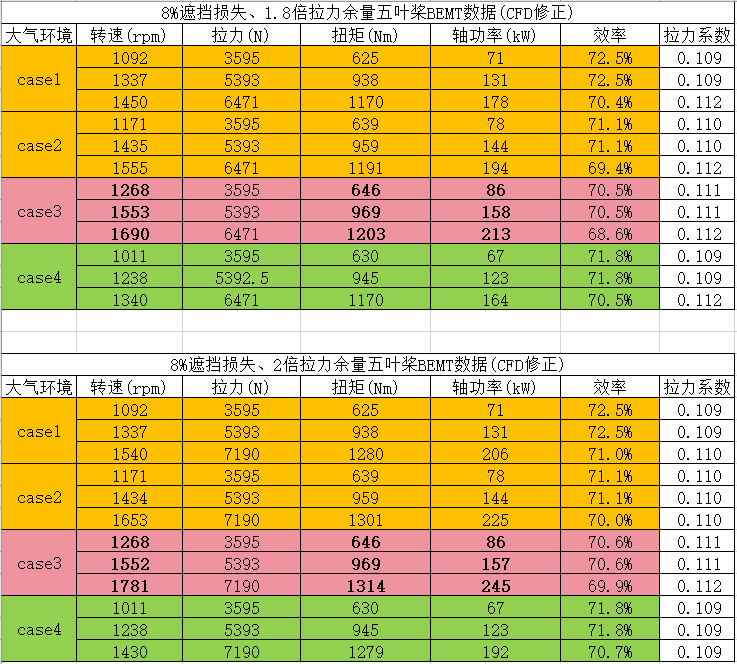 8%遮挡损失、1.8倍拉力余量五叶桨BEMT数据(CFD修正)
大气环境 转速(rpm) 拉力(N) 扭矩(Nm) 轴功率(kW) 效率 拉力系数
case1 1092 3595 625 71 72.5% 0.109
1337 5393 938 131 72.5% 0.109
1450 6471 1170 178 70.4% 0.112
case2 1171 3595 639 78 71.1% 0.110
1435 5393 959 144 71.1% 0.110
1555 6471 1191 194 69.4% 0.112
case3 1268 3595 646 86 70.5% 0.111
1553 5393 969 158 70.5% 0.111
1690 6471 1203 213 68.6% 0.112
case4 1011 3595 630 67 71.8% 0.109
1238 5392.5 945 123 71.8% 0.109
1340 6471 1170 164 70.5% 0.112
8%遮挡损失、2倍拉力余量五叶桨BEMT数据(CFD修正)
大气环境 转速(rpm) 拉力(N) 扭矩(Nm) 轴功率(kW) 效率 拉力系数
case1 1092 3595 625 71 72.5% 0.109
1337 5393 938 131 72.5% 0.109
1540 7190 1280 206 71.0% 0.110
case2 1171 3595 639 78 71.1% 0.110
1434 5393 959 144 71.1% 0.110
1653 7190 1301 225 70.0% 0.110
case3 1268 3595 646 86 70.6% 0.111
1552 5393 969 157 70.6% 0.111
1781 7190 1314 245 69.9% 0.112
case4 1011 3595 630 67 71.8% 0.109
1238 5393 945 123 71.8% 0.109
1430 7190 1279 192 70.7% 0.109